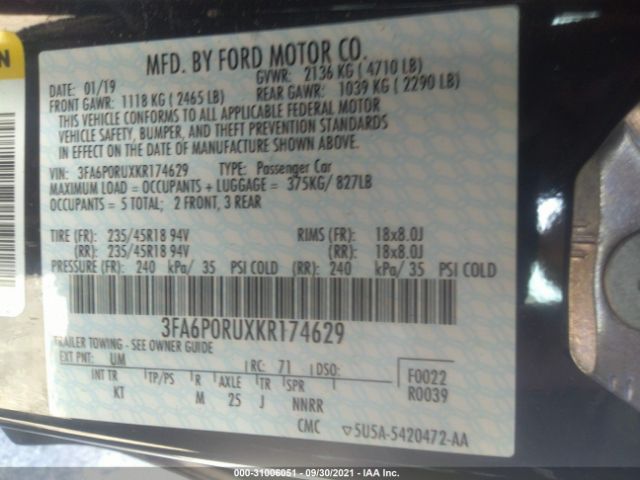 MFD. BY FORD MOTOR CO.
DATE: 01/19 GVWR: 2136 KG ( 4710 LB)
FRONT GAWR: 1118 KG ( 2465 LB) REAR GAWR: 1039 KG ( 2290 LB)
THIS VEHICLE CONFORMS TO ALL APPLICABLE FEDERAL MOTOR
VEHICLE SAFETY, BUMPER, AND THEFT PREVENTION STANDARDS
IN EFFECT ON THE DATE OF MANUFACTURE SHOWN ABOVE.
VIN: 3FA6P0RUXKR174629 TYPE: Passenger Car
MAXIMUM LOAD = OCCUPANTS + LUGGAGE = 375KG/ 827LB
OCCUPANTS = 5 TOTAL; 2 FRONT, 3 REAR
TIRE (FR): 235/45R18 94V RIMS (FR): 18x8.0J
(RR): 235/45R18 94V (RR): 18x8.0J
PRESSURE (FR): 240 kPa/ 35 PSI COLD (RR): 240 kPa/ 35 PSI COLD
3FA6P0RUXKR174629
TRAILER TOWING - SEE OWNER GUIDE
EXT PNT: UM RC: 71 DSO: F0022
INT TR TP/PS R AXLE TR SPR R0039
KT M 25 J NNRR
CMC ▽5U5A-5420472-AA
000-31006051 - 09/30/2021 - IAA Inc.